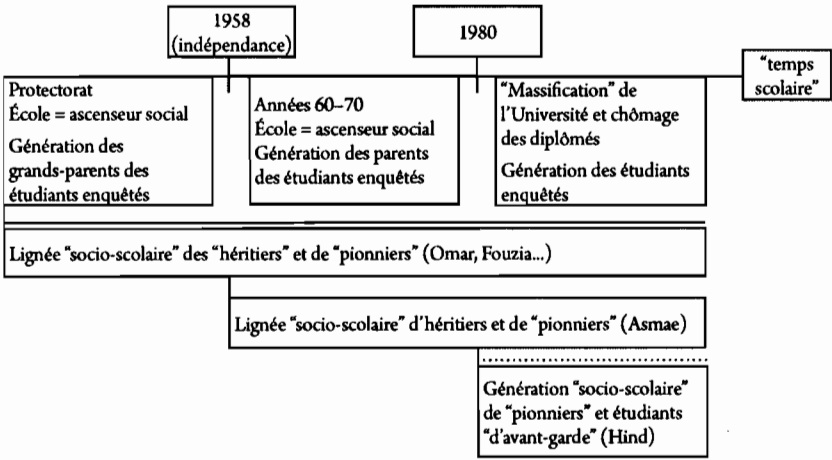 1958
(indépendance)
1980
“temps
scolaire”
Protectorat
École = ascenseur social
Génération des
grands-parents des
étudiants enquêtés
Années 60–70
École = ascenseur social
Génération des parents
des étudiants enquêtés
“Massification” de
l’Université et chômage
des diplômés
Génération des étudiants
enquêtés
Lignée “socio-scolaire” des “héritiers” et de “pionniers” (Omar, Fouzia...)
Lignée “socio-scolaire” d’héritiers et de “pionniers” (Asmae)
Génération “socio-scolaire”
de “pionniers” et étudiants
“d’avant-garde” (Hind)